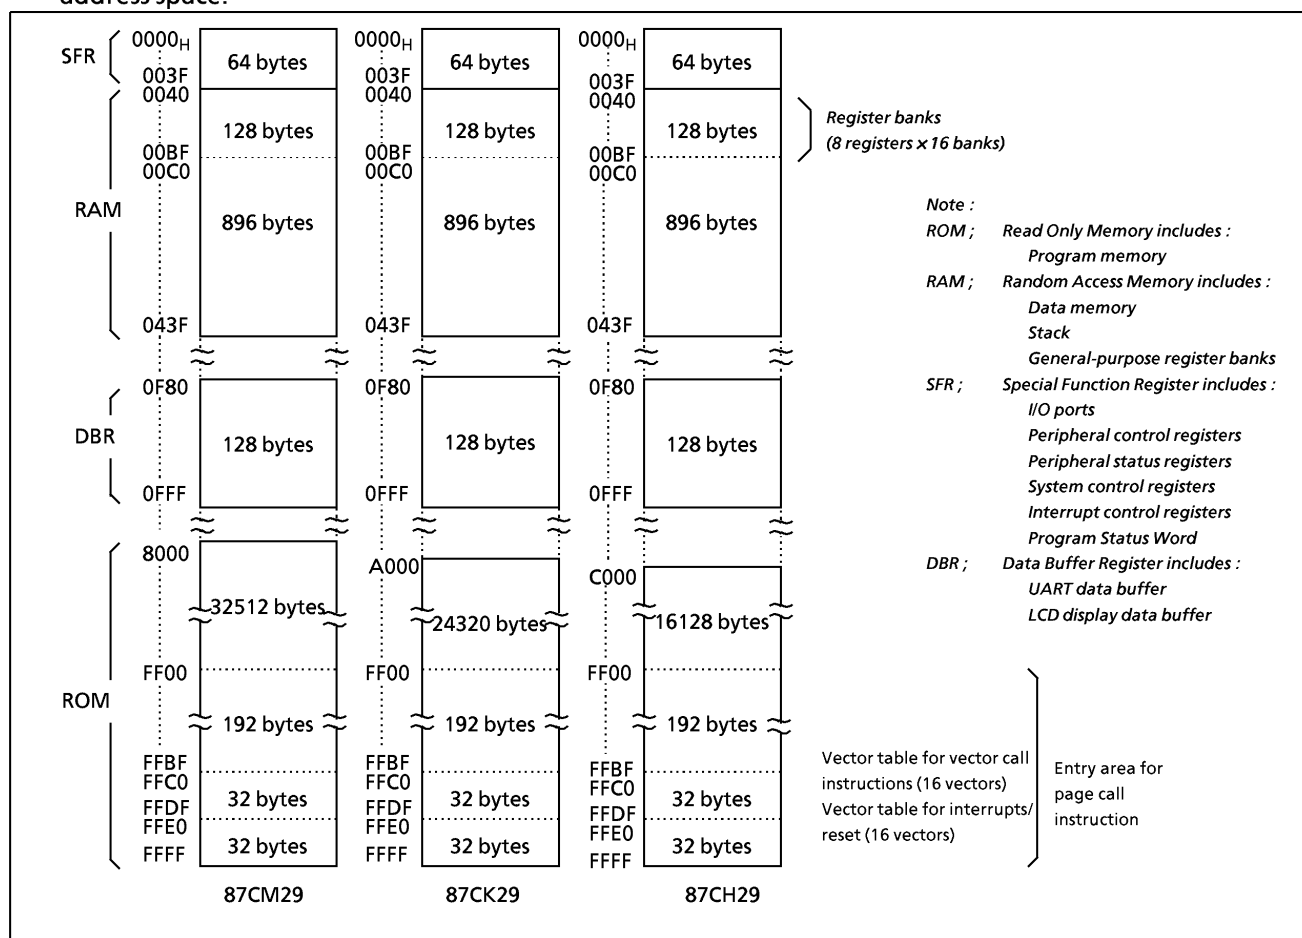 address space.
SFR
0000H
64 bytes
003F
0000H
64 bytes
003F
0000H
64 bytes
003F
RAM
0040
128 bytes
00BF
00C0
896 bytes
043F
0040
128 bytes
00BF
00C0
896 bytes
043F
0040
128 bytes
00BF
00C0
896 bytes
043F
Register banks
(8 registers × 16 banks)
DBR
0F80
128 bytes
0FFF
0F80
128 bytes
0FFF
0F80
128 bytes
0FFF
ROM
8000
32512 bytes
FF00
192 bytes
FFBF
FFC0
32 bytes
FFDF
FFE0
32 bytes
FFFF
87CM29
A000
24320 bytes
FF00
192 bytes
FFBF
FFC0
32 bytes
FFDF
FFE0
32 bytes
FFFF
87CK29
C000
16128 bytes
FF00
192 bytes
FFBF
FFC0
32 bytes
FFDF
FFE0
32 bytes
FFFF
87CH29
Note :
ROM ; Read Only Memory includes :
Program memory
RAM ; Random Access Memory includes :
Data memory
Stack
General-purpose register banks
SFR ; Special Function Register includes :
I/O ports
Peripheral control registers
Peripheral status registers
System control registers
Interrupt control registers
Program Status Word
DBR ; Data Buffer Register includes :
UART data buffer
LCD display data buffer
Vector table for vector call
instructions (16 vectors)
Vector table for interrupts/
reset (16 vectors)
Entry area for
page call
instruction